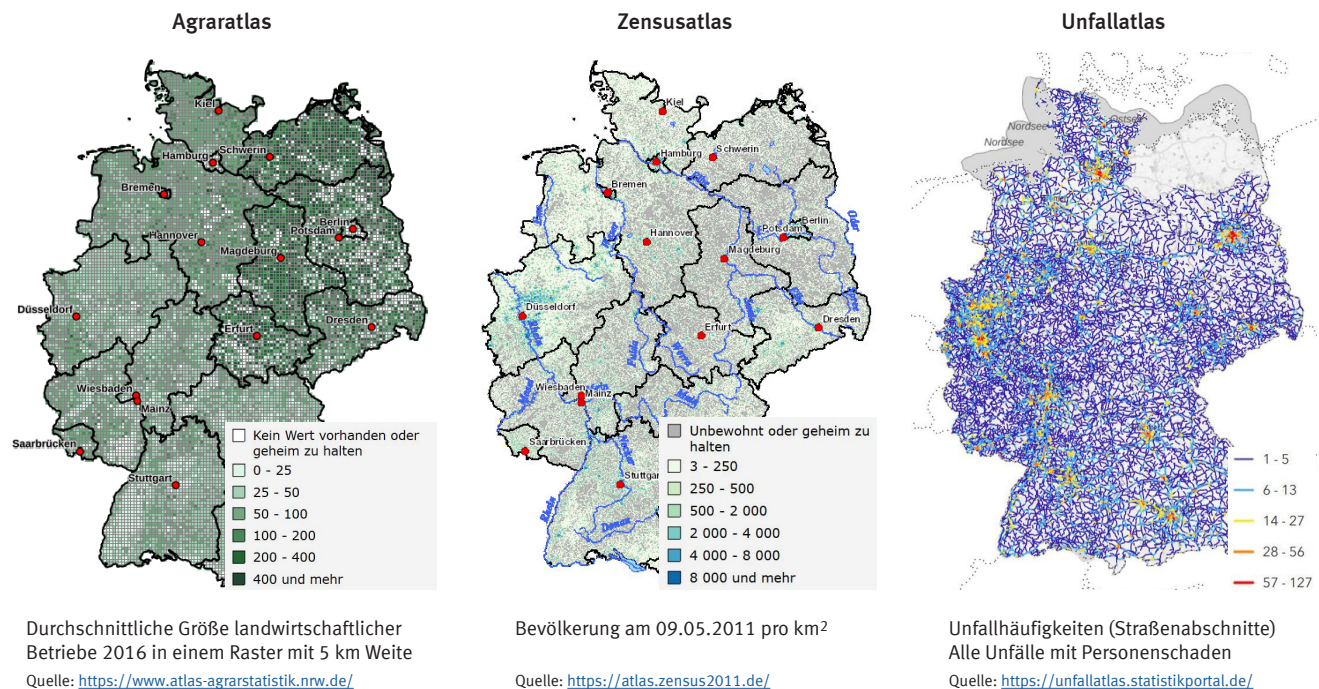 Agraratlas
Kiel
Schwerin
Hamburg
Bremen
Berlin
Potsdam
Hannover
Magdeburg
Düsseldorf
Erfurt
Dresden
Wiesbaden
Mainz
Saarbrücken
Stuttgart
Kein Wert vorhanden oder
geheim zu halten
0 - 25
25 - 50
50 - 100
100 - 200
200 - 400
400 und mehr
Durchschnittliche Größe landwirtschaftlicher
Betriebe 2016 in einem Raster mit 5 km Weite
Quelle: https://www.atlas-agrarstatistik.nrw.de/
Zensusatlas
Kiel
Schwerin
Hamburg
Bremen
Oder
Berlin
Potsdam
Hannover
Magdeburg
Düsseldorf
Erfurt
Dresden
Wiesbaden
Mainz
Saarbrücken
Stuttgart
Rhein
Donau
Unbewohnt oder geheim zu
halten
3 - 250
250 - 500
500 - 2 000
2 000 - 4 000
4 000 - 8 000
8 000 und mehr
Bevölkerung am 09.05.2011 pro km²
Quelle: https://atlas.zensus2011.de/
Unfallatlas
Nordsee
Ostsee
Nordsee
1 - 5
6 - 13
14 - 27
28 - 56
57 - 127
Unfallhäufigkeiten (Straßenabschnitte)
Alle Unfälle mit Personenschaden
Quelle: https://unfallatlas.statistikportal.de/